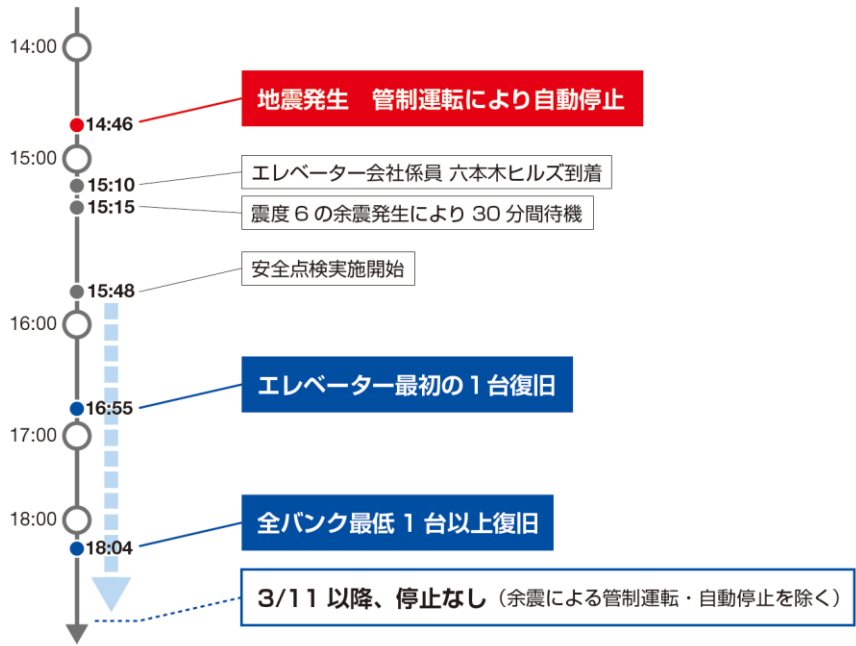 14:00
地震発生 管制運転により自動停止
14:46
15:00
エレベーター会社係員 六本木ヒルズ到着
15:10
15:15
震度 6 の余震発生により 30 分間待機
安全点検実施開始
15:48
16:00
エレベーター最初の 1 台復旧
16:55
17:00
18:00
全バンク最低 1 台以上復旧
18:04
3/11 以降、停止なし（余震による管制運転・自動停止を除く）